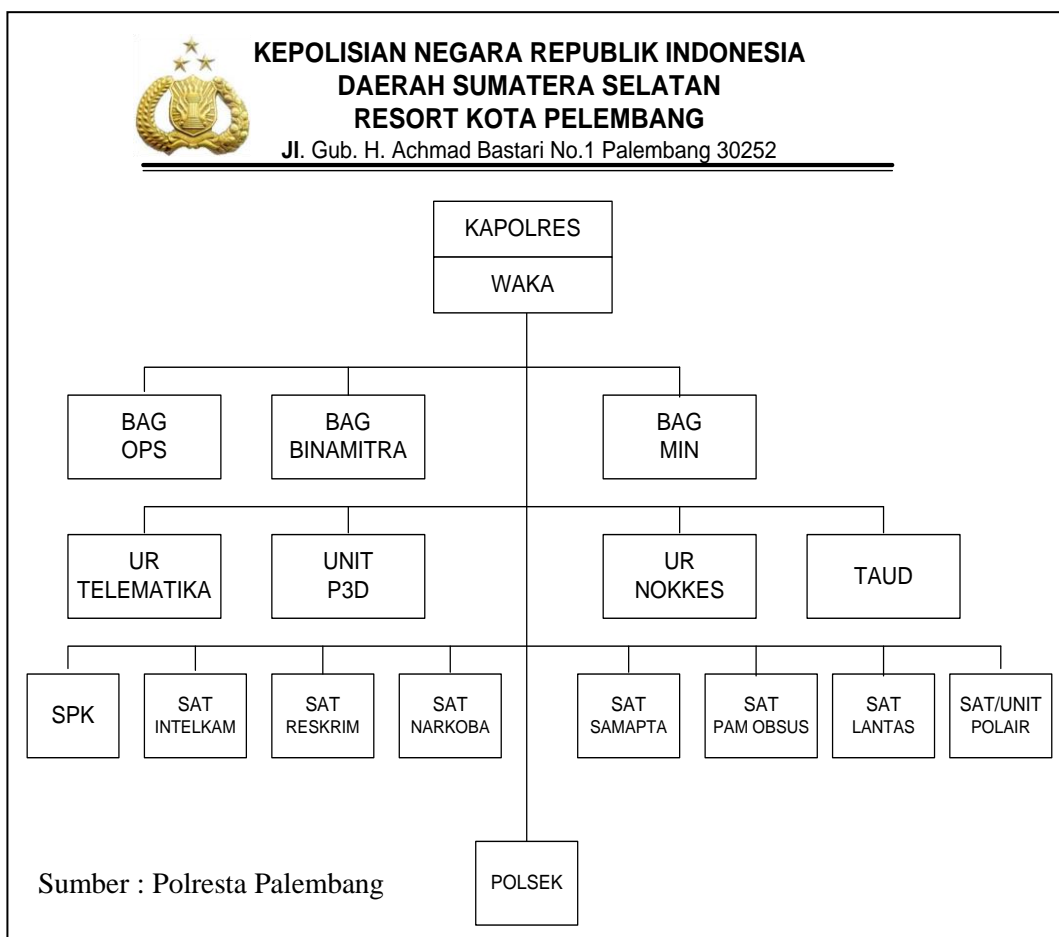 KEPOLISIAN NEGARA REPUBLIK INDONESIA
DAERAH SUMATERA SELATAN
RESORT KOTA PELEMBANG
Jl. Gub. H. Achmad Bastari No.1 Palembang 30252
KAPOLRES
WAKA
BAG
OPS
BAG
BINAMITRA
BAG
MIN
UR
TELEMATIKA
UNIT
P3D
UR
NOKKES
TAUD
SPK
SAT
INTELKAM
SAT
RESKRIM
SAT
NARKOBA
SAT
SAMAPTA
SAT
PAM OBSUS
SAT
LANTAS
SAT/UNIT
POLAIR
POLSEK
Sumber : Polresta Palembang